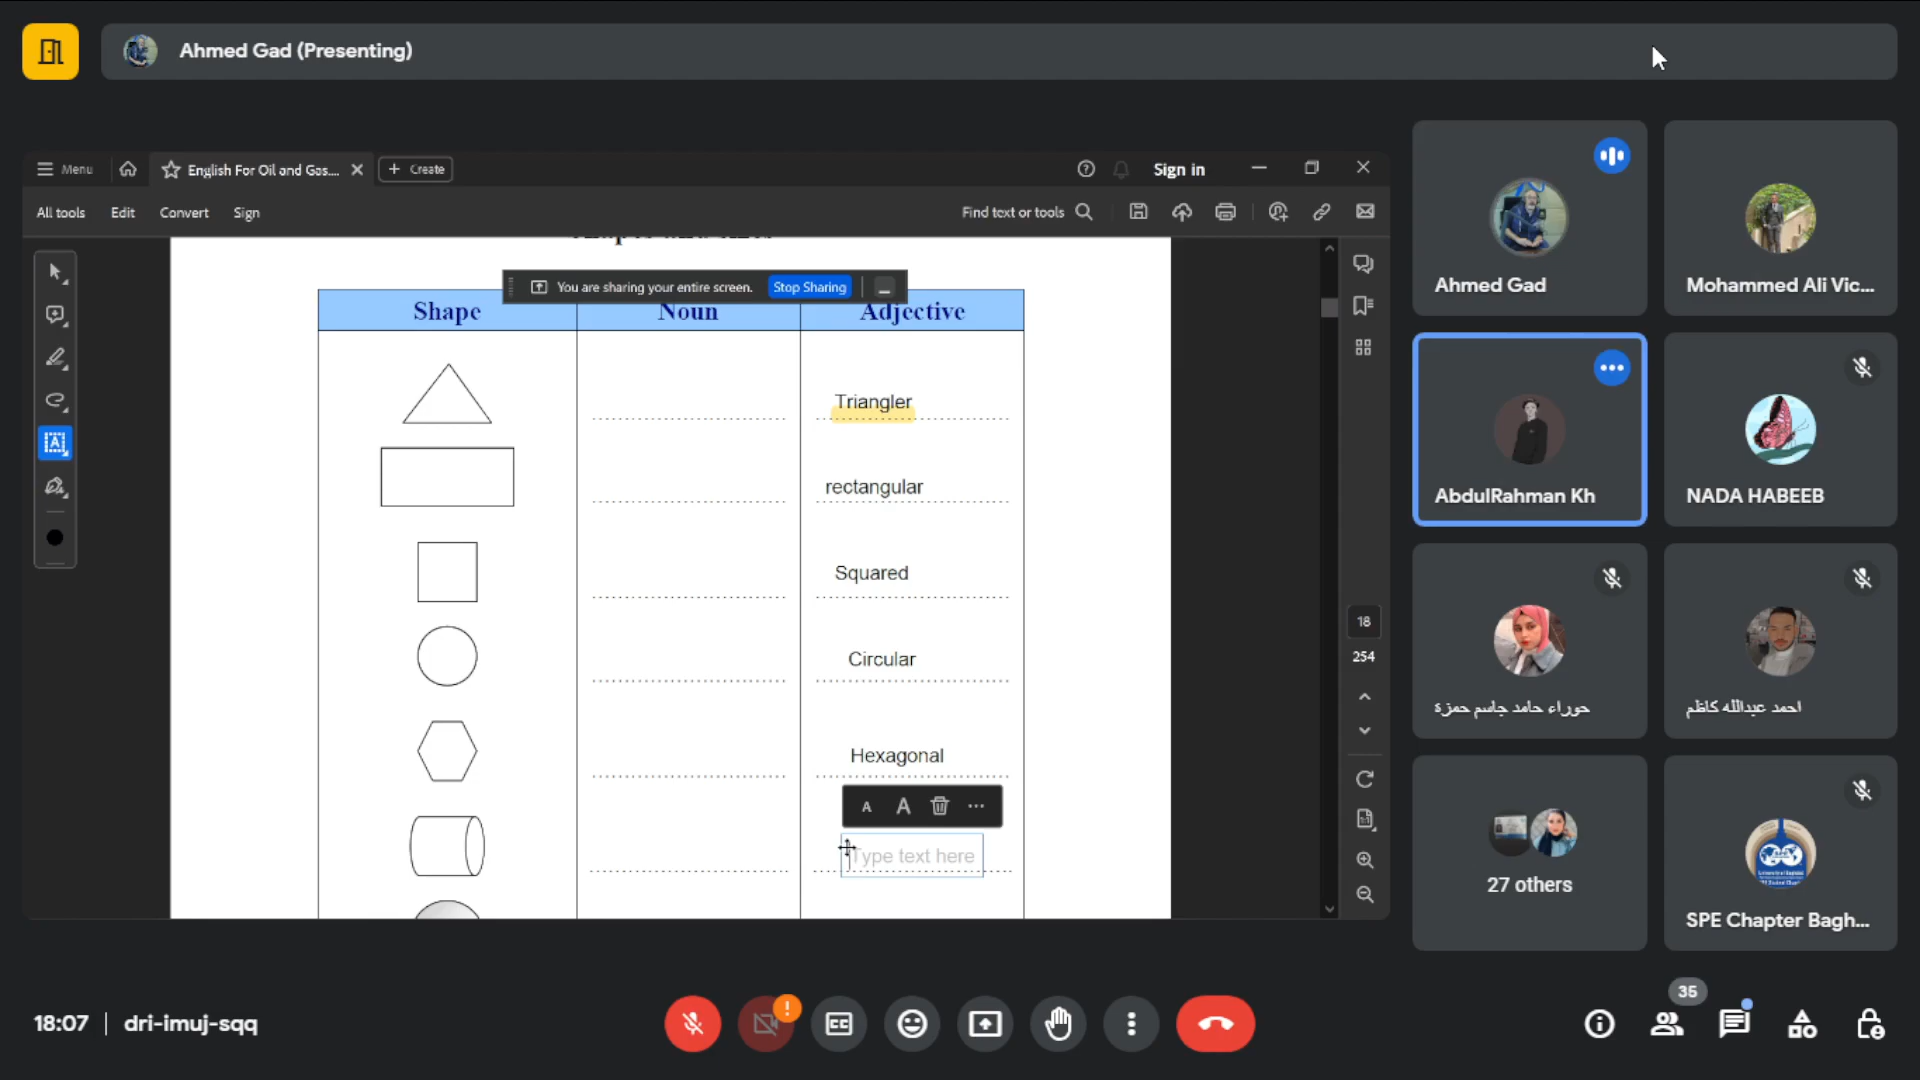 Ahmed Gad (Presenting)
Menu
English For Oil and Gas....
Create
Sign in
All tools
Edit
Convert
Sign
Find text or tools
You are sharing your entire screen.
Stop Sharing
Shape
Noun
Adjective
Triangler
rectangular
Squared
Circular
Hexagonal
A A
Type text here
18
254
Ahmed Gad
Mohammed Ali Vic...
AbdulRahman Kh
NADA HABEEB
حوراء حامد جاسم حمزة
احمد عبدالله كاظم
27 others
SPE Chapter Bagh...
18:07 | dri-imuj-sqq
35